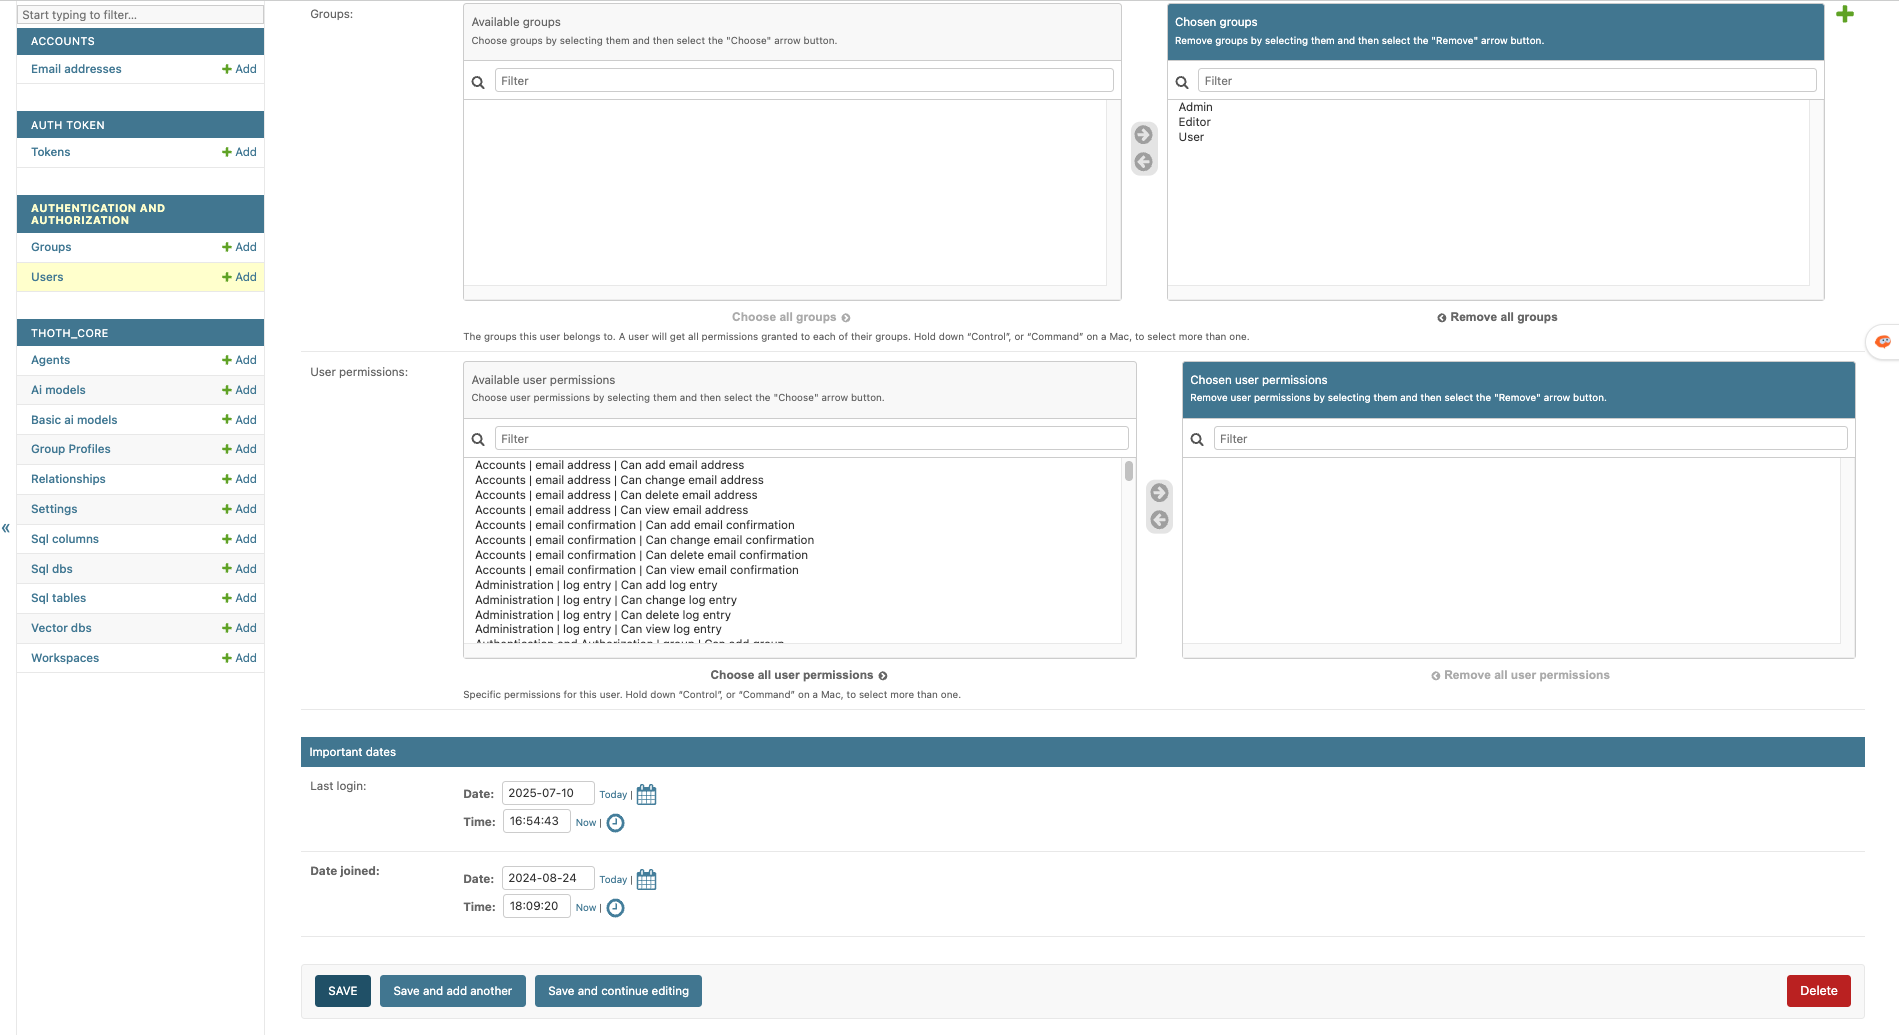 Start typing to filter...
ACCOUNTS
Email addresses
Add
AUTH TOKEN
Tokens
Add
AUTHENTICATION AND
AUTHORIZATION
Groups
Add
Users
Add
THOTH_CORE
Agents
Add
Ai models
Add
Basic ai models
Add
Group Profiles
Add
Relationships
Add
Settings
Add
Sql columns
Add
Sql dbs
Add
Sql tables
Add
Vector dbs
Add
Workspaces
Add
«
Groups:
Available groups
Choose groups by selecting them and then select the "Choose" arrow button.
Filter
Choose all groups
Chosen groups
Remove groups by selecting them and then select the "Remove" arrow button.
Filter
Admin
Editor
User
Remove all groups
The groups this user belongs to. A user will get all permissions granted to each of their groups. Hold down “Control”, or “Command” on a Mac, to select more than one.
User permissions:
Available user permissions
Choose user permissions by selecting them and then select the "Choose" arrow button.
Filter
Accounts | email address | Can add email address
Accounts | email address | Can change email address
Accounts | email address | Can delete email address
Accounts | email address | Can view email address
Accounts | email confirmation | Can add email confirmation
Accounts | email confirmation | Can change email confirmation
Accounts | email confirmation | Can delete email confirmation
Accounts | email confirmation | Can view email confirmation
Administration | log entry | Can add log entry
Administration | log entry | Can change log entry
Administration | log entry | Can delete log entry
Administration | log entry | Can view log entry
Authentication and Authorization | group | Can add group
Choose all user permissions
Chosen user permissions
Remove user permissions by selecting them and then select the "Remove" arrow button.
Filter
Remove all user permissions
Specific permissions for this user. Hold down “Control”, or “Command” on a Mac, to select more than one.
Important dates
Last login:
Date: 2025-07-10 Today |
Time: 16:54:43 Now |
Date joined:
Date: 2024-08-24 Today |
Time: 18:09:20 Now |
SAVE
Save and add another
Save and continue editing
Delete